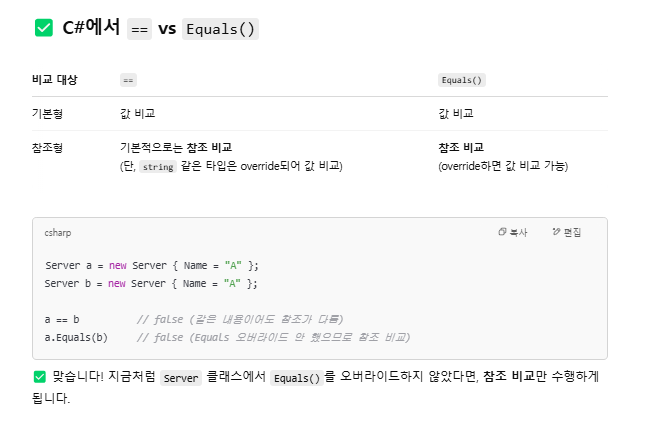 ✅ C#에서 == vs Equals()
비교 대상 == Equals()
기본형 값 비교 값 비교
참조형 기본적으로는 참조 비교 참조 비교
(단, string 같은 타입은 override되어 값 비교) (override하면 값 비교 가능)
csharp 복사 편집
Server a = new Server { Name = "A" };
Server b = new Server { Name = "A" };
a == b // false (같은 내용이어도 참조가 다름)
a.Equals(b) // false (Equals 오버라이드 안 했으므로 참조 비교)
✅ 맞습니다! 지금처럼 Server 클래스에서 Equals()를 오버라이드하지 않았다면, 참조 비교만 수행하게
됩니다.